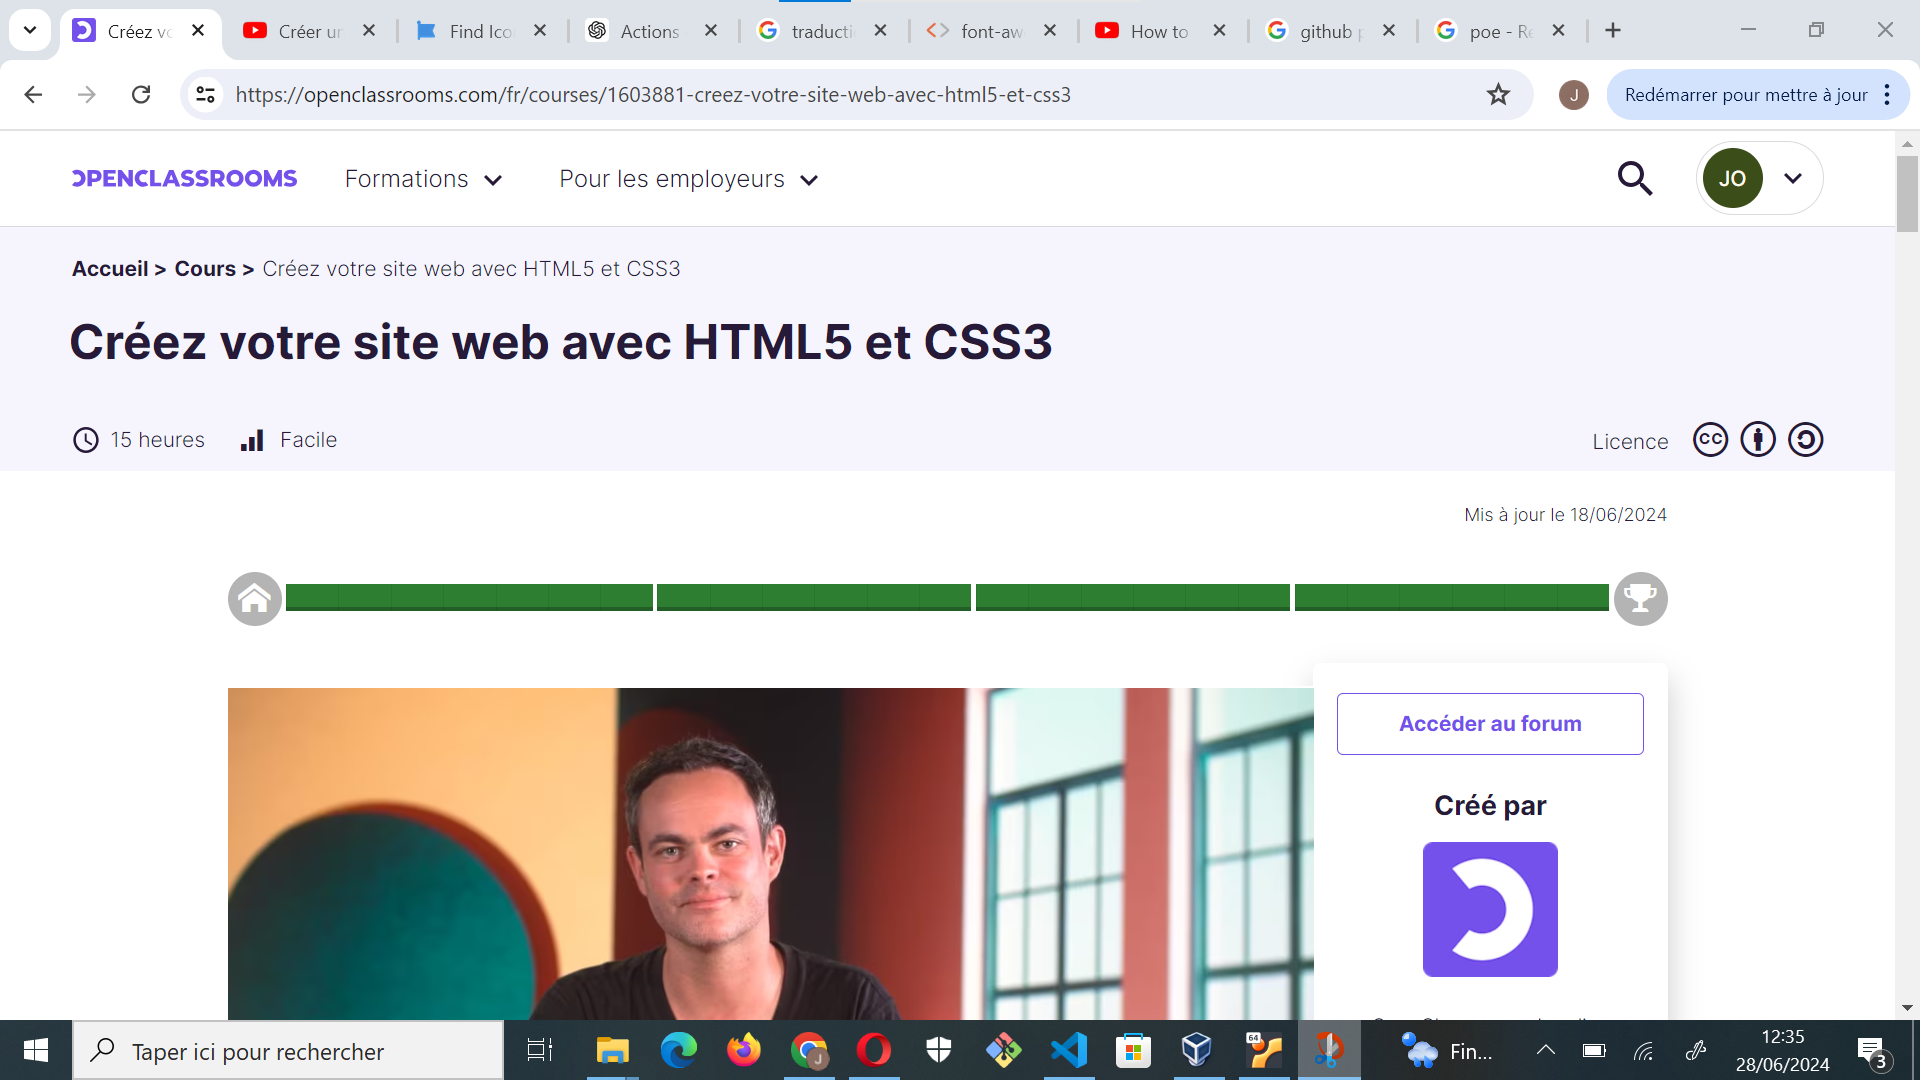 Créez vo
Créer un
Find Ico
Actions
traducti
font-aw
How to
github p
poe - Re
https://openclassrooms.com/fr/courses/1603881-creez-votre-site-web-avec-html5-et-css3
J
Redémarrer pour mettre à jour
OPENCLASSROOMS
Formations
Pour les employeurs
JO
Accueil > Cours > Créez votre site web avec HTML5 et CSS3
Créez votre site web avec HTML5 et CSS3
15 heures
Facile
Licence
CC
Mis à jour le 18/06/2024
Accéder au forum
Créé par
Taper ici pour rechercher
J
64
Fin...
12:35
28/06/2024
3